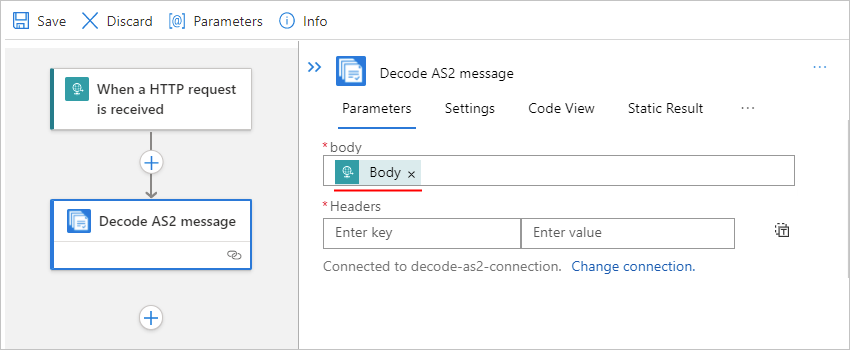 Save Discard [@] Parameters Info
When a HTTP request
is received
Decode AS2 message
Decode AS2 message
Parameters Settings Code View Static Result ...
* body
Body ×
* Headers
Enter key Enter value
Connected to decode-as2-connection. Change connection.